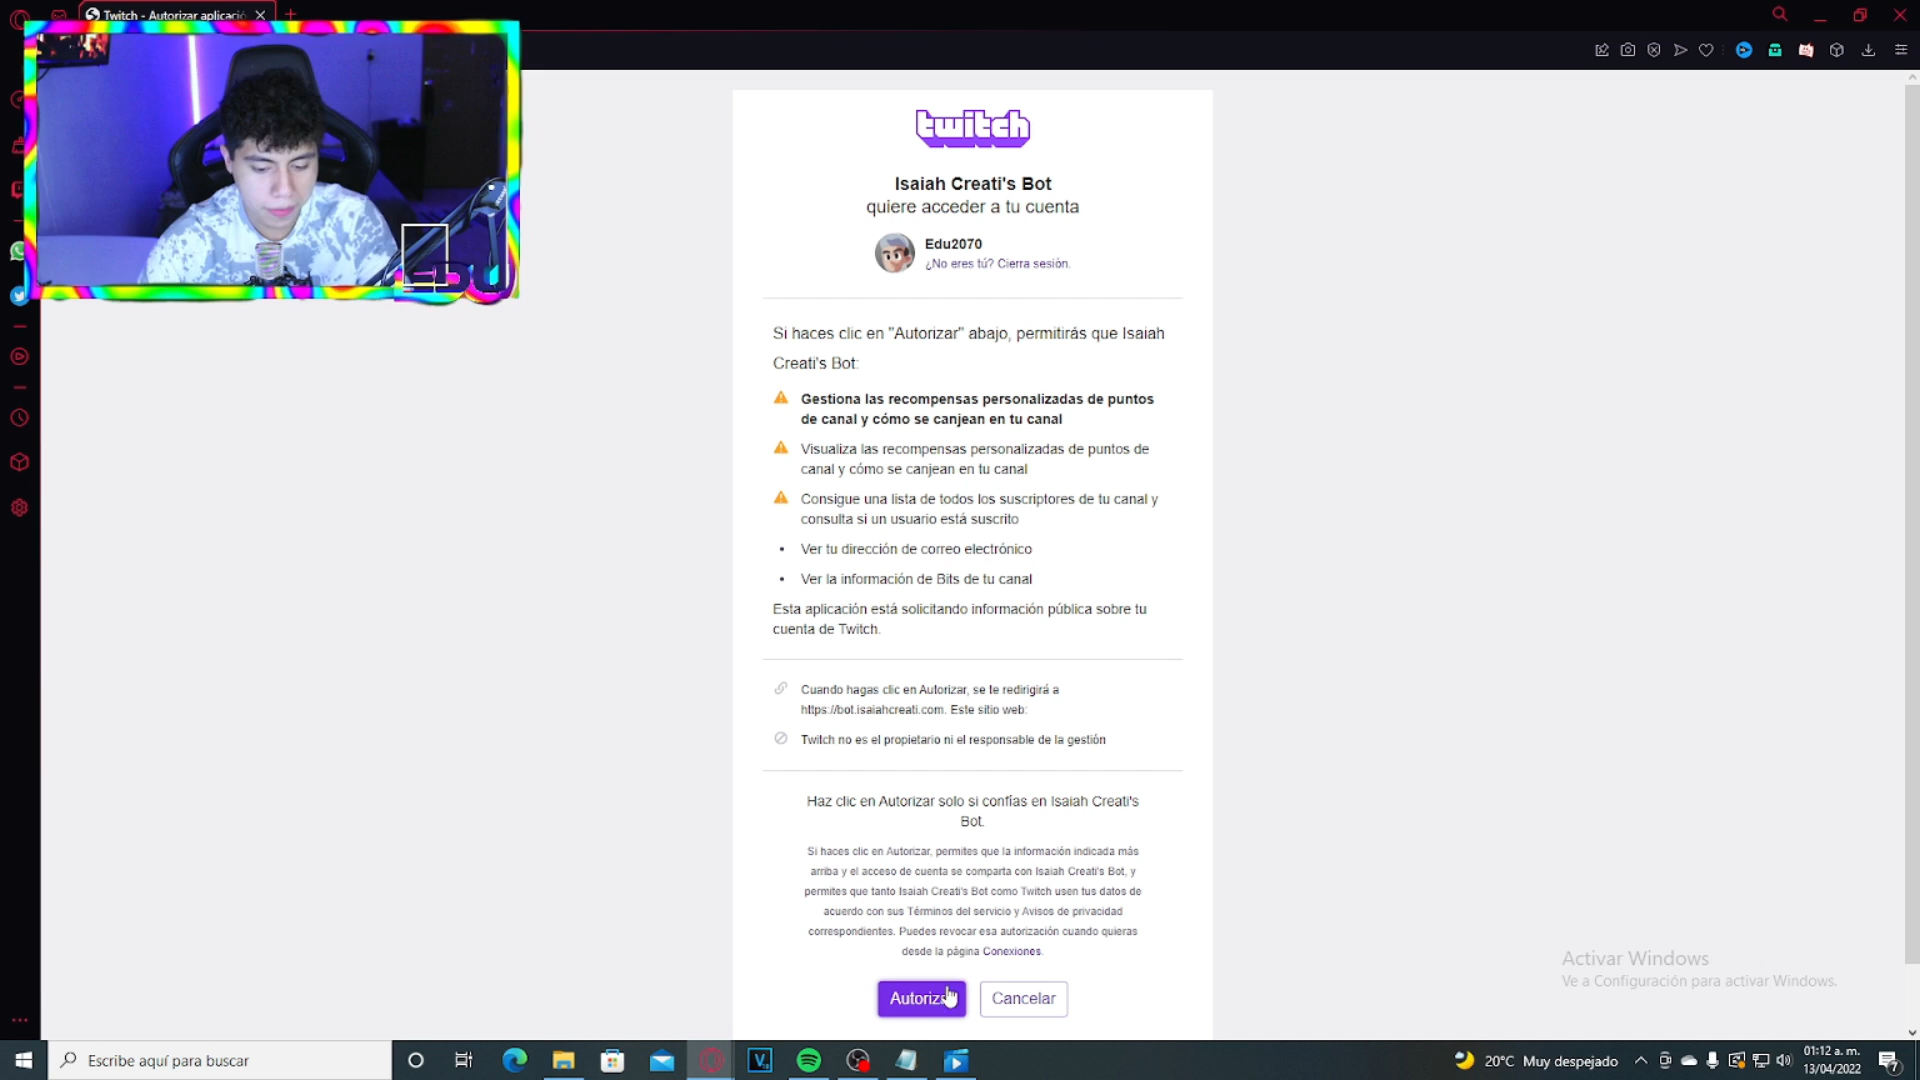 Twitch - Autorizar aplicació
twitch
Isaiah Creati's Bot
quiere acceder a tu cuenta
Edu2070
¿No eres tú? Cierra sesión.
Si haces clic en "Autorizar" abajo, permitirás que Isaiah
Creati's Bot:
Gestiona las recompensas personalizadas de puntos
de canal y cómo se canjean en tu canal
Visualiza las recompensas personalizadas de puntos de
canal y cómo se canjean en tu canal
Consigue una lista de todos los suscriptores de tu canal y
consulta si un usuario está suscrito
• Ver tu dirección de correo electrónico
• Ver la información de Bits de tu canal
Esta aplicación está solicitando información pública sobre tu
cuenta de Twitch.
Cuando hagas clic en Autorizar, se te redirigirá a
https://bot.isaiahcreati.com. Este sitio web:
Twitch no es el propietario ni el responsable de la gestión
Haz clic en Autorizar solo si confías en Isaiah Creati's
Bot.
Si haces clic en Autorizar, permites que la información indicada más
arriba y el acceso de cuenta se comparta con Isaiah Creati's Bot, y
permites que tanto Isaiah Creati's Bot como Twitch usen tus datos de
acuerdo con sus Términos del servicio y Avisos de privacidad
correspondientes. Puedes revocar esa autorización cuando quieras
desde la página Conexiones.
Autorizar Cancelar
Activar Windows
Ve a Configuración para activar Windows.
Escribe aquí para buscar
20°C Muy despejado
01:12 a. m.
13/04/2022
7